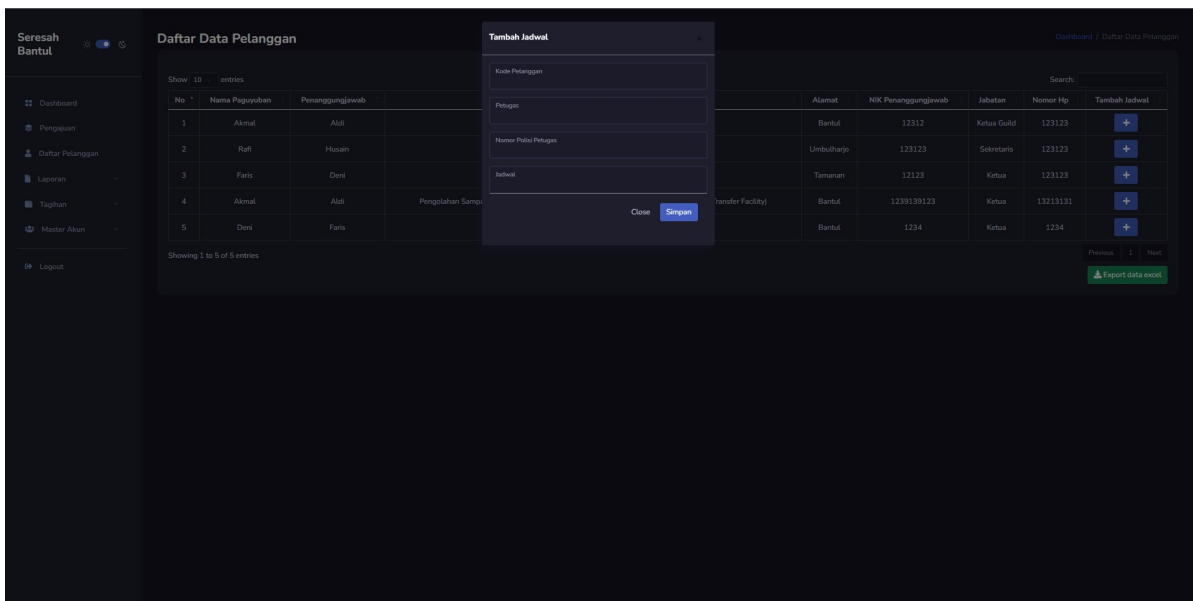 Seresah
Bantul
Dashboard
Pengajuan
Daftar Pelanggan
Laporan
Tagihan
Master Akun
Logout
Daftar Data Pelanggan
Dashboard / Daftar Data Pelanggan
Show 10 entries
Search:
No Nama Paguyuban Penanggungjawab Alamat NIK Penanggungjawab Jabatan Nomor Hp Tambah Jadwal
1 Akmal Aldi Bantul 12312 Ketua Guild 123123 +
2 Rafi Husain Umbulharjo 123123 Sekretaris 123123 +
3 Faris Deni Tamanan 12123 Ketua 123123 +
4 Akmal Aldi Pengolahan Sampa ransfer Facility) Bantul 1239139123 Ketua 13213131 +
5 Deni Faris Bantul 1234 Ketua 1234 +
Showing 1 to 5 of 5 entries
Previous 1 Next
Export data excel
Tambah Jadwal
Kode Pelanggan
Petugas
Nomor Polisi Petugas
Jadwal
Close Simpan